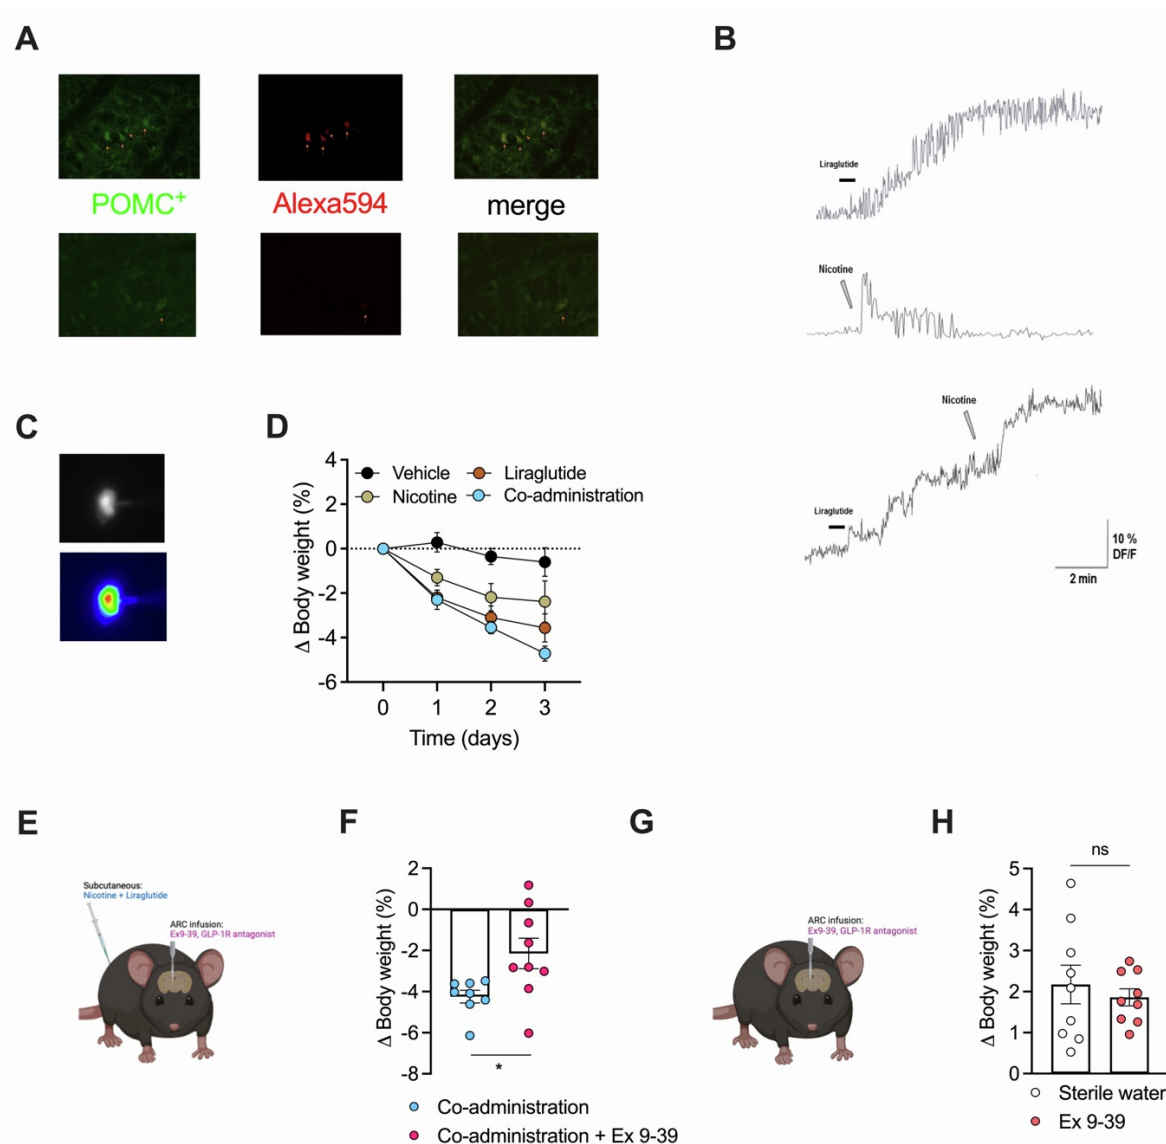 A
POMC+
Alexa594
merge
B
Liraglutide
Nicotine
Nicotine
Liraglutide
10 %
DF/F
2 min
C
D
4
2
0
-2
-4
-6
Δ Body weight (%)
Vehicle
Liraglutide
Nicotine
Co-administration
0 1 2 3
Time (days)
E
Subcutaneous:
Nicotine + Liraglutide
ARC infusion:
Ex9-39, GLP-1R antagonist
F
2
0
-2
-4
-6
-8
Δ Body weight (%)
*
Co-administration
Co-administration + Ex 9-39
G
ARC infusion:
Ex9-39, GLP-1R antagonist
H
ns
5
4
3
2
1
0
Δ Body weight (%)
Sterile water
Ex 9-39